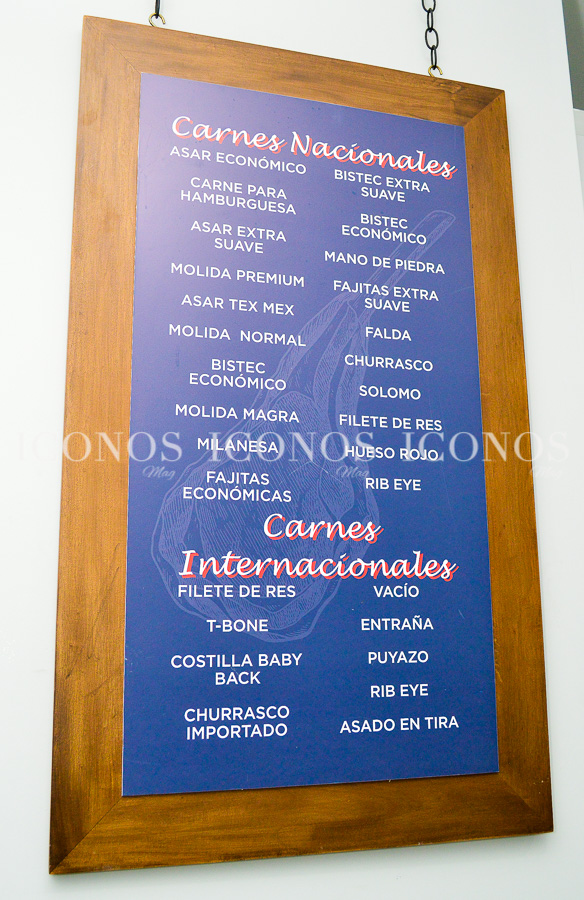 Carnes Nacionales
ASAR ECONÓMICO
CARNE PARA
HAMBURGUESA
ASAR EXTRA
SUAVE
MOLIDA PREMIUM
ASAR TEX MEX
MOLIDA NORMAL
BISTEC
ECONÓMICO
MOLIDA MAGRA
MILANESA
FAJITAS
ECONÓMICAS
BISTEC EXTRA
SUAVE
BISTEC
ECONÓMICO
MANO DE PIEDRA
FAJITAS EXTRA
SUAVE
FALDA
CHURRASCO
SOLOMO
FILETE DE RES
HUESO ROJO
RIB EYE
ICONOS ICONOS ICONOS
Mag Mag Mag
Carnes
Internacionales
FILETE DE RES
T-BONE
COSTILLA BABY
BACK
CHURRASCO
IMPORTADO
VACÍO
ENTRAÑA
PUYAZO
RIB EYE
ASADO EN TIRA